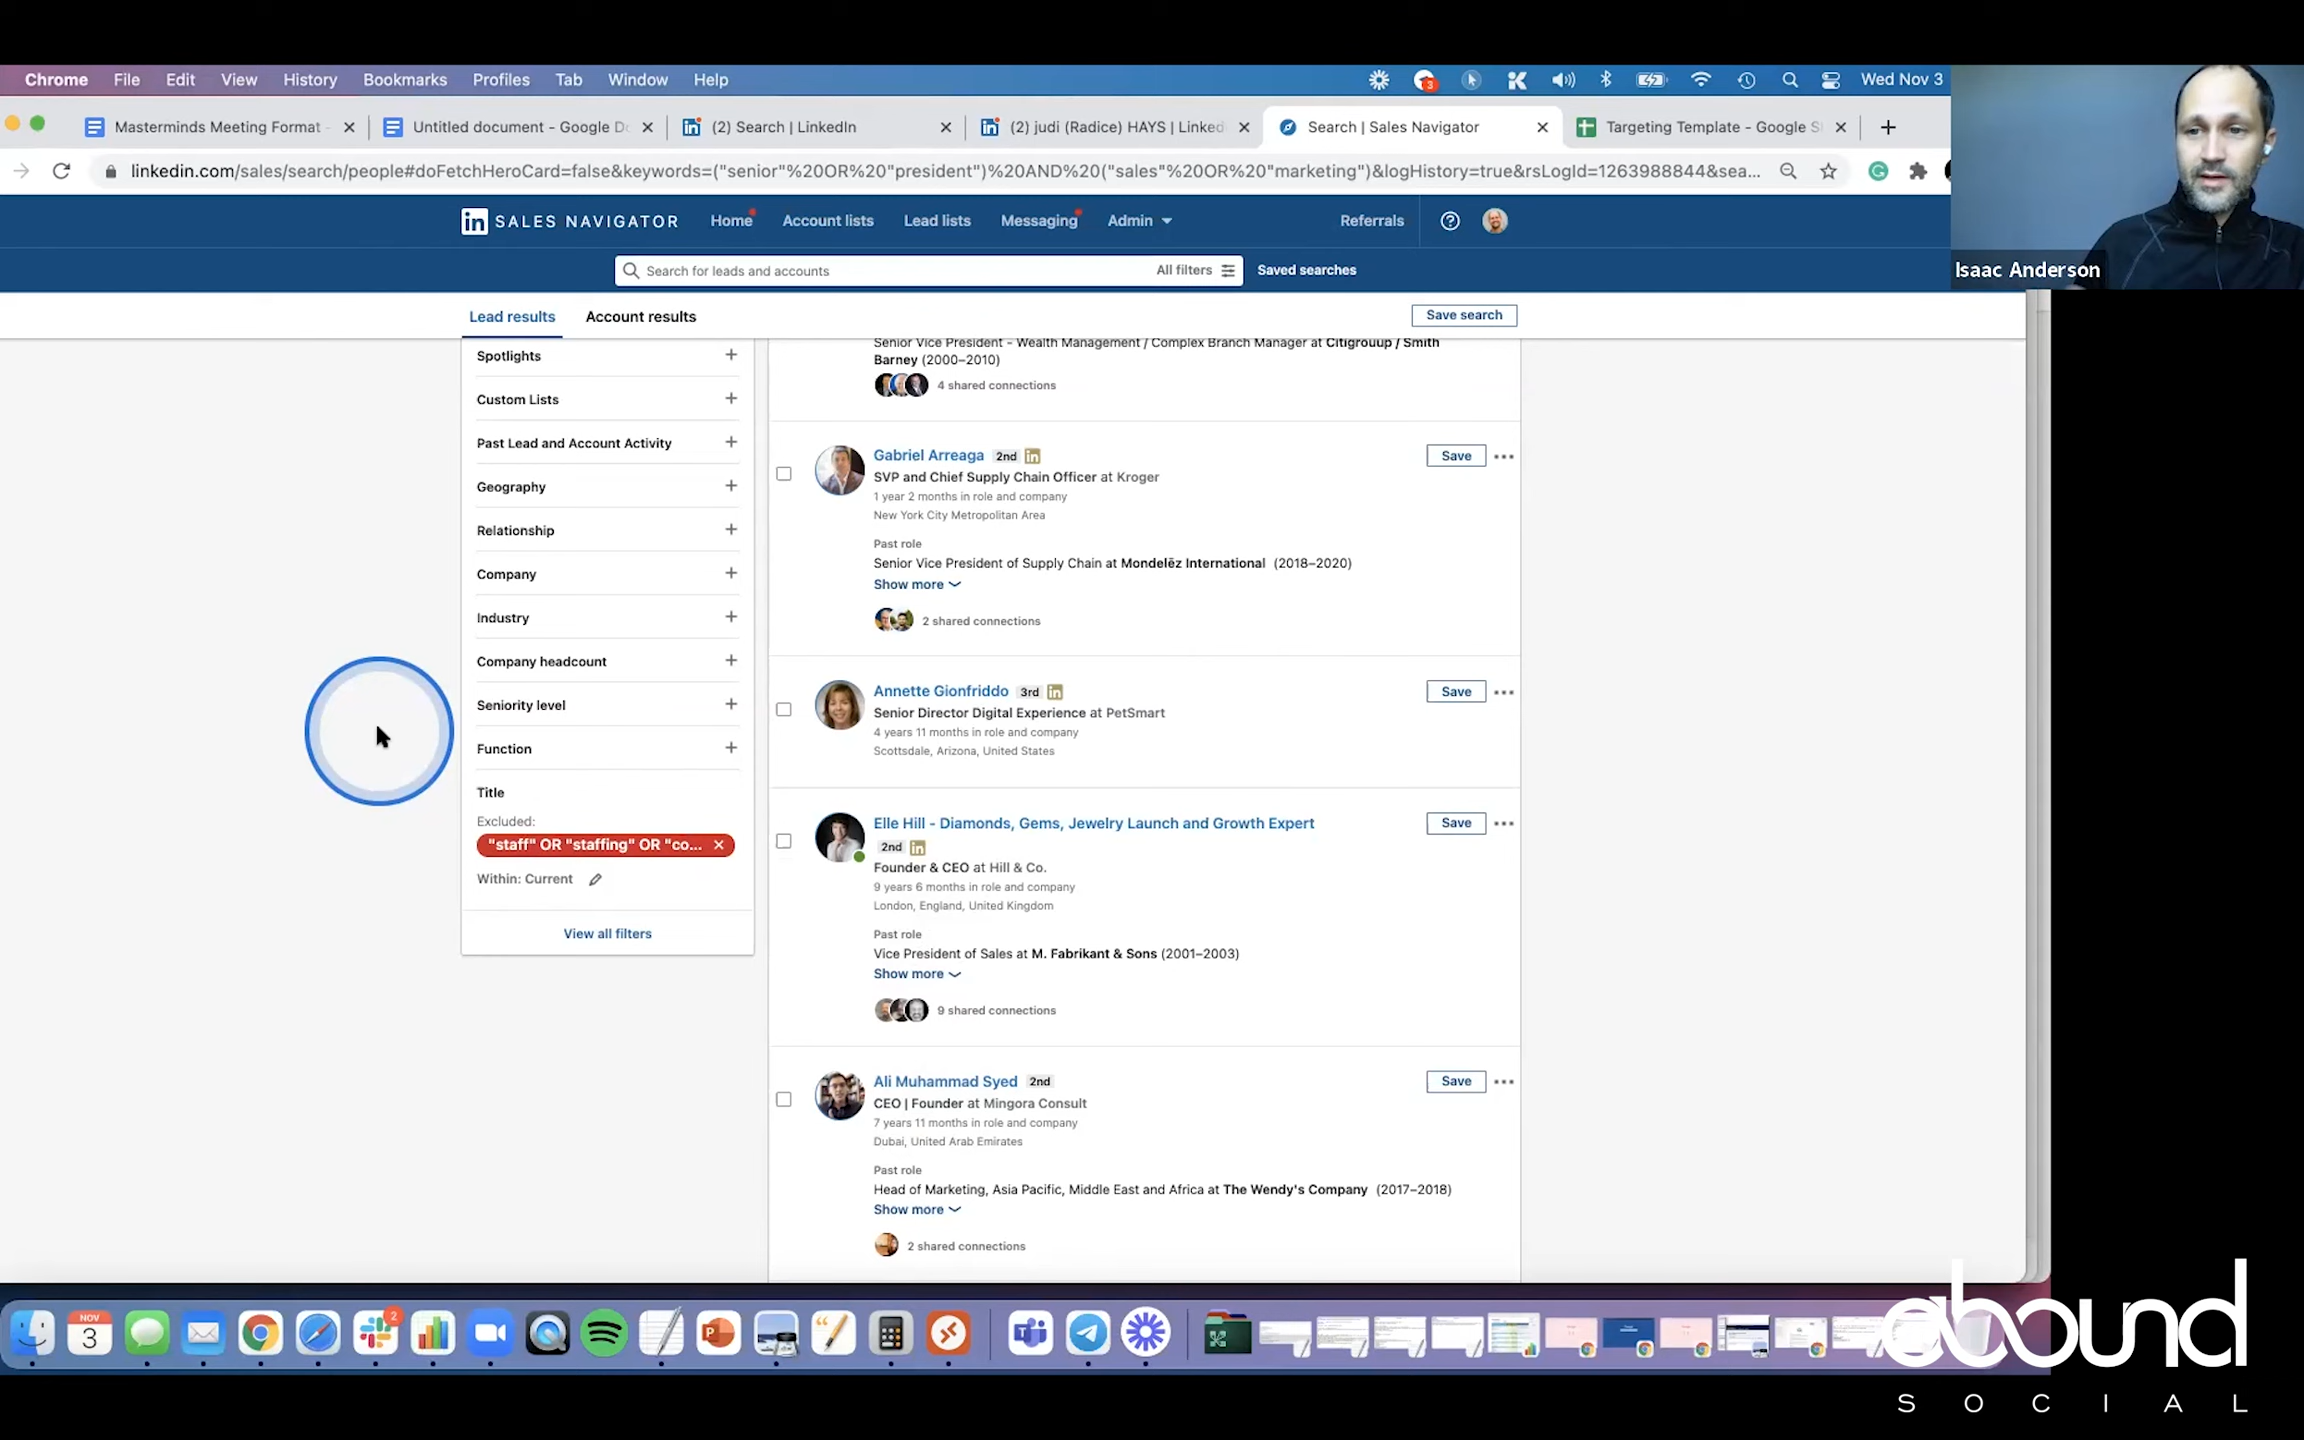 Chrome File Edit View History Bookmarks Profiles Tab Window Help Wed Nov 3
Masterminds Meeting Format - Untitled document - Google Do (2) Search | LinkedIn (2) judi (Radice) HAYS | Linked Search | Sales Navigator Targeting Template - Google S
linkedin.com/sales/search/people#doFetchHeroCard=false&keywords=("senior"%20OR%20"president")%20AND%20("sales"%20OR%20"marketing")&logHistory=true&rsLogId=1263988844&sea...
Isaac Anderson
in SALES NAVIGATOR Home Account lists Lead lists Messaging Admin Referrals
Search for leads and accounts All filters Saved searches
Lead results Account results Save search
Spotlights
Custom Lists
Past Lead and Account Activity
Geography
Relationship
Company
Industry
Company headcount
Seniority level
Function
Title
Excluded:
"staff" OR "staffing" OR "co...
Within: Current
View all filters
Senior Vice President - Wealth Management / Complex Branch Manager at Citigrouup / Smith
Barney (2000–2010)
4 shared connections
Gabriel Arreaga 2nd in Save
SVP and Chief Supply Chain Officer at Kroger
1 year 2 months in role and company
New York City Metropolitan Area
Past role
Senior Vice President of Supply Chain at Mondelēz International (2018–2020)
Show more
2 shared connections
Annette Gionfriddo 3rd in Save
Senior Director Digital Experience at PetSmart
4 years 11 months in role and company
Scottsdale, Arizona, United States
Elle Hill - Diamonds, Gems, Jewelry Launch and Growth Expert Save
2nd in
Founder & CEO at Hill & Co.
9 years 6 months in role and company
London, England, United Kingdom
Past role
Vice President of Sales at M. Fabrikant & Sons (2001–2003)
Show more
9 shared connections
Ali Muhammad Syed 2nd Save
CEO | Founder at Mingora Consult
7 years 11 months in role and company
Dubai, United Arab Emirates
Past role
Head of Marketing, Asia Pacific, Middle East and Africa at The Wendy's Company (2017–2018)
Show more
2 shared connections
NOV
3
2
abound
SOCIAL